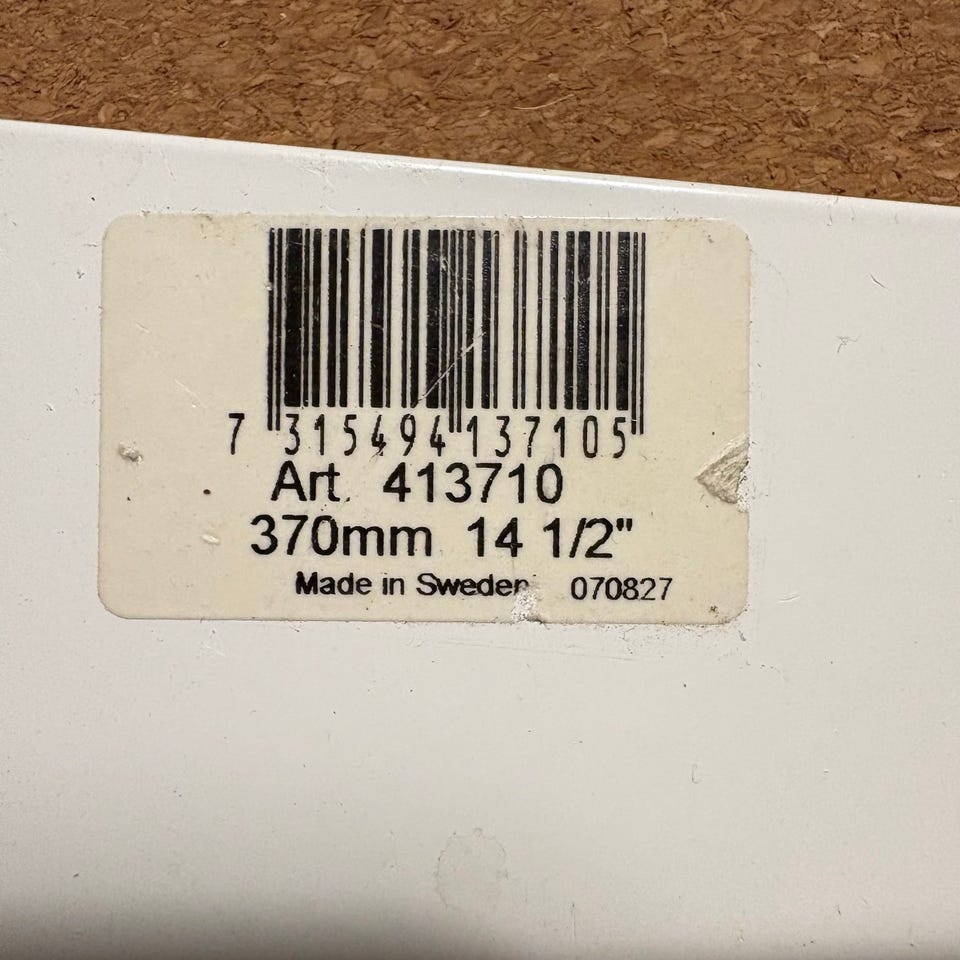 7 315494 137105
Art. 413710
370mm 14 1/2"
Made in Sweden 070827